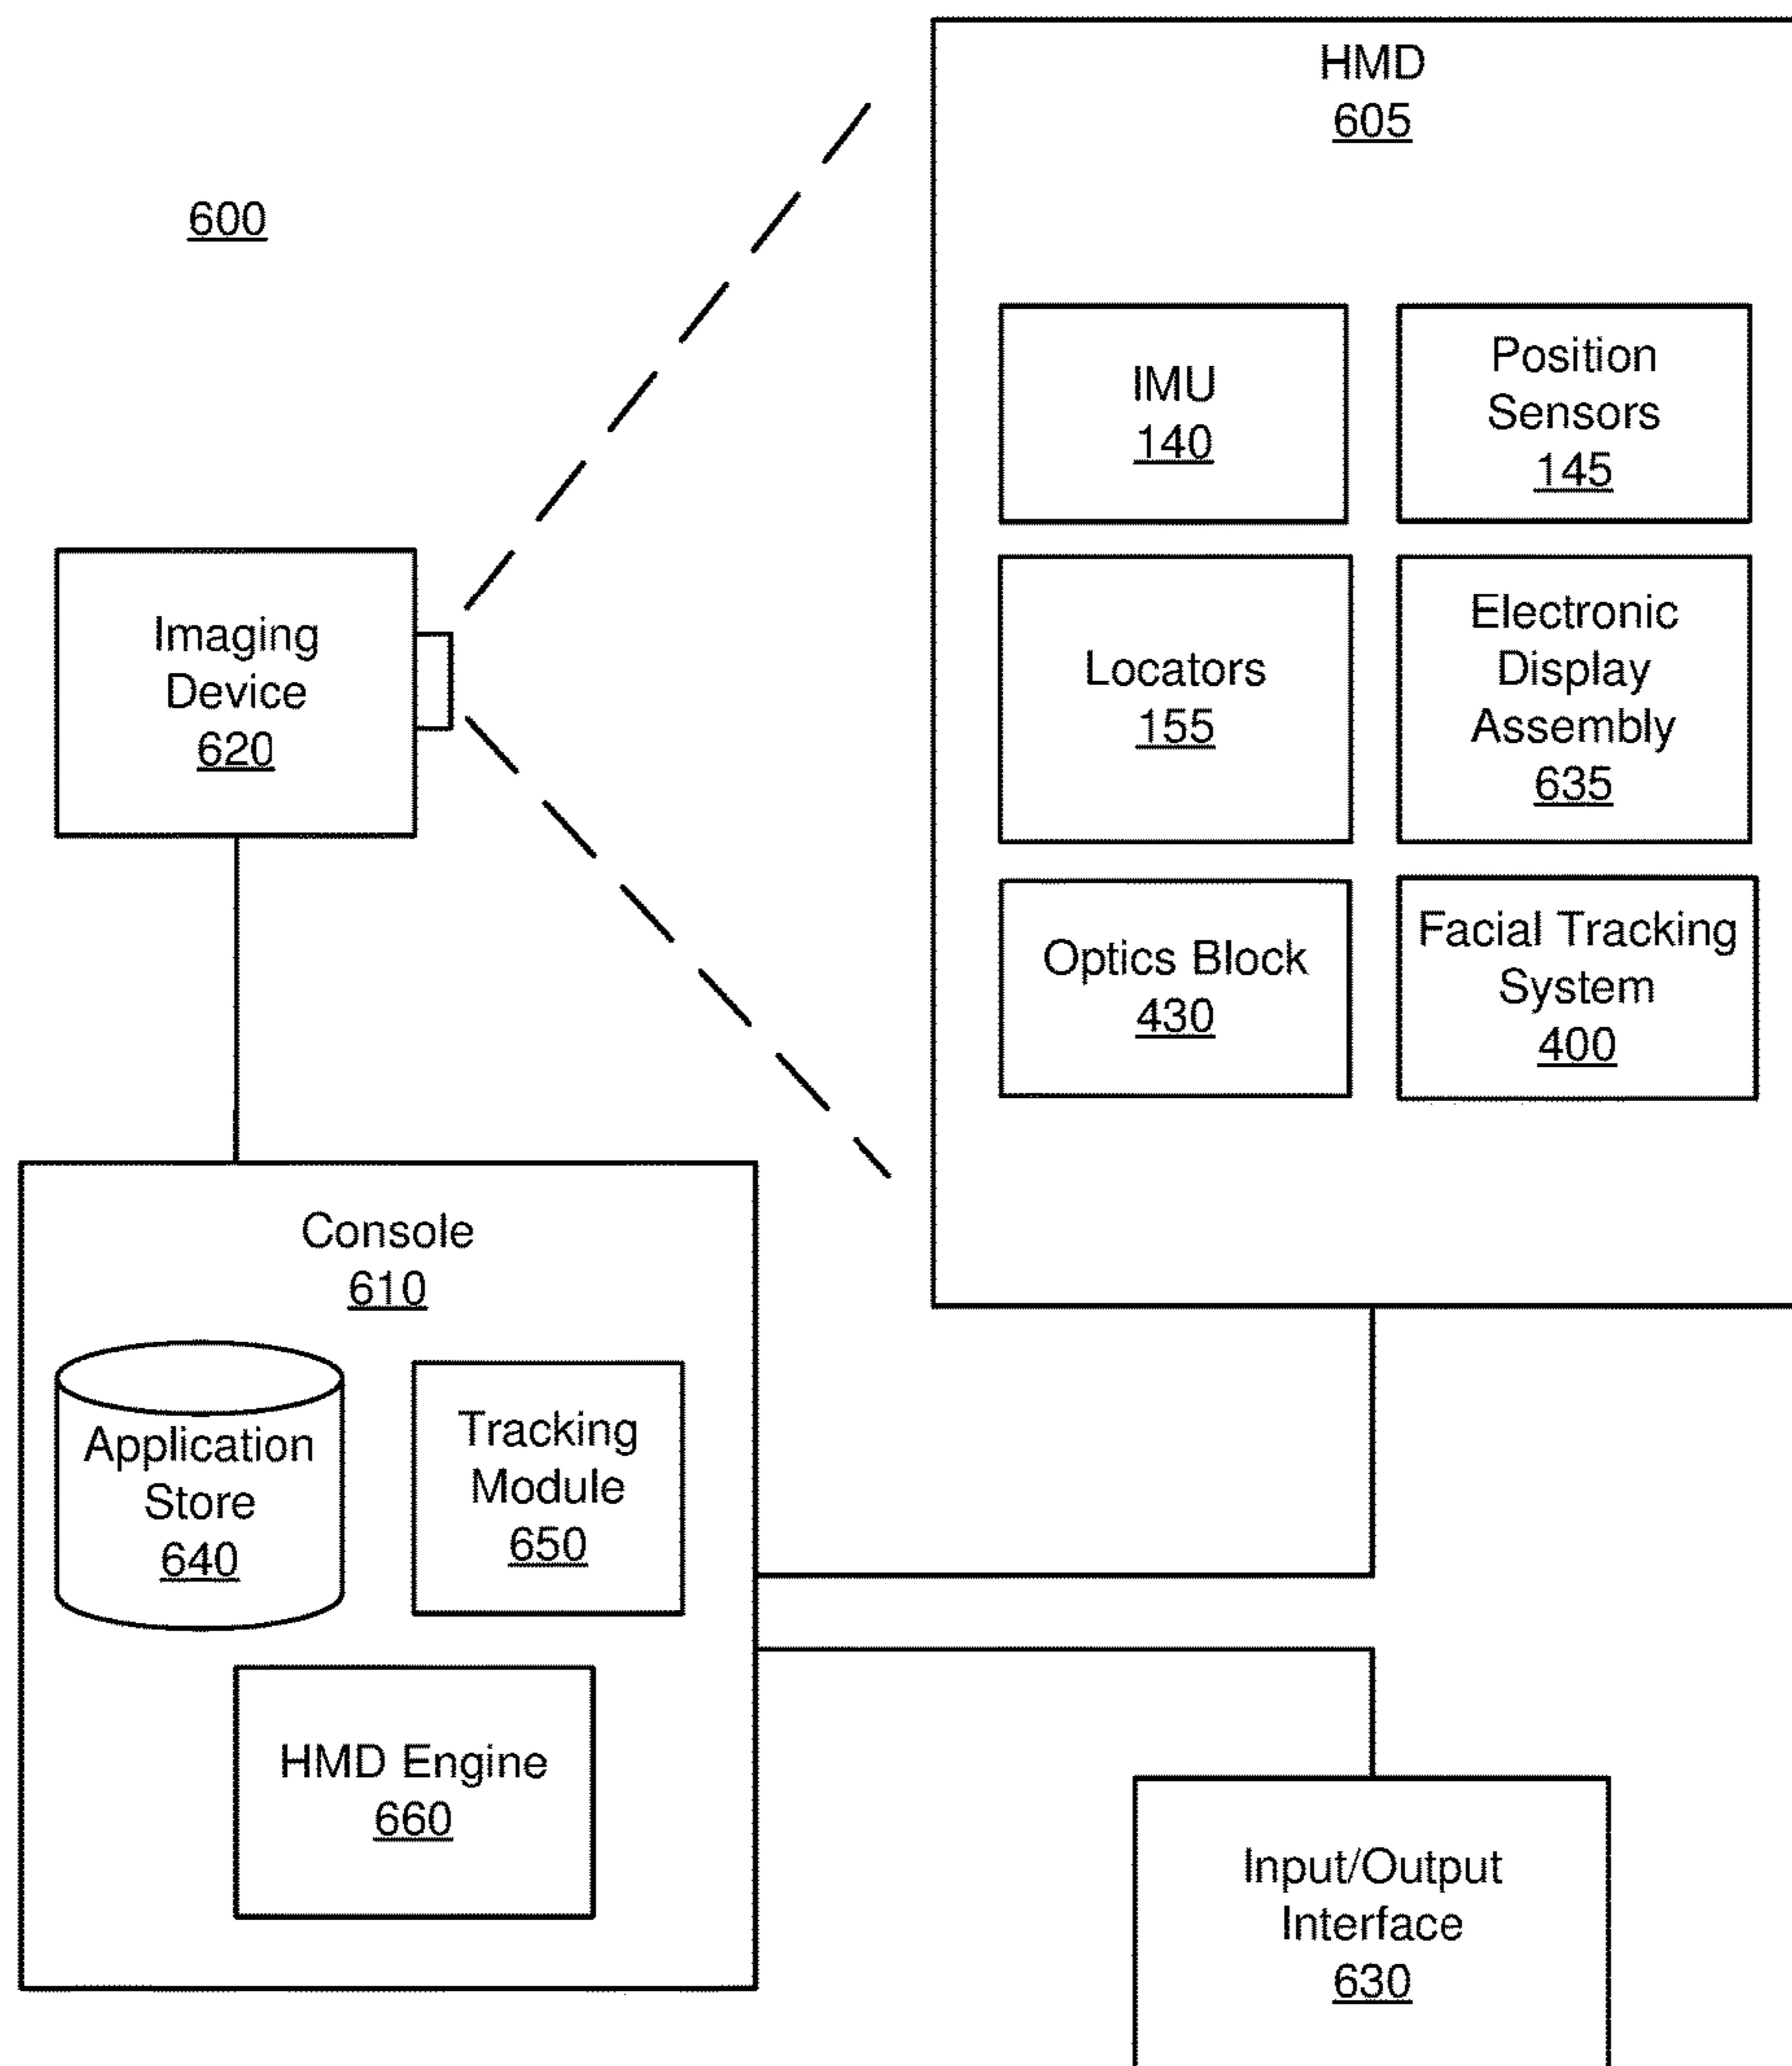 600
HMD
605
IMU
140
Position
Sensors
145
Locators
155
Electronic
Display
Assembly
635
Optics Block
430
Facial Tracking
System
400
Imaging
Device
620
Console
610
Application
Store
640
Tracking
Module
650
HMD Engine
660
Input/Output
Interface
630